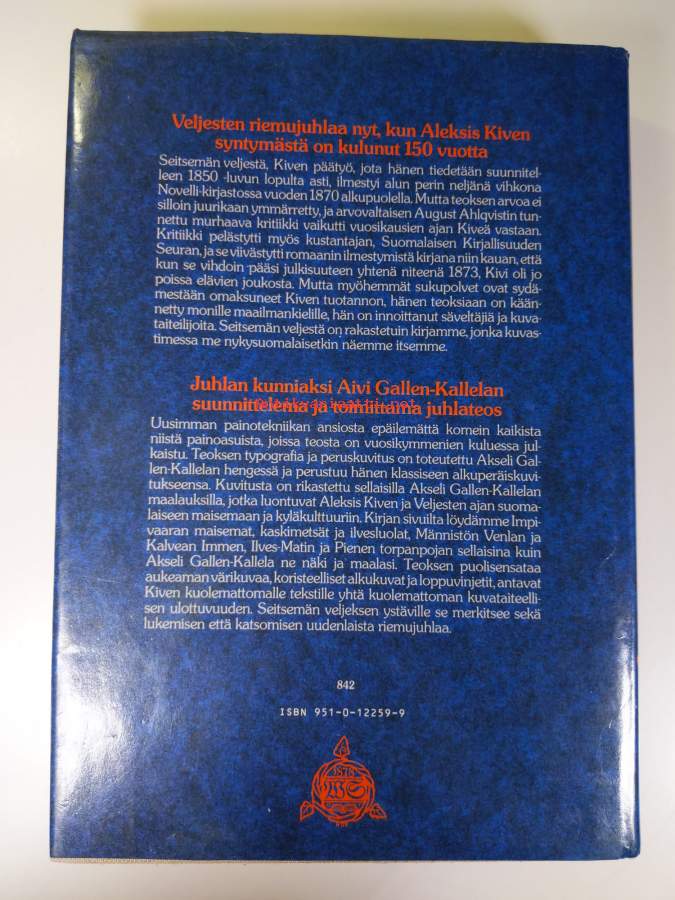 Veljesten riemujuhlaa nyt, kun Aleksis Kiven
syntymästä on kulunut 150 vuotta
Seitsemän veljestä, Kiven päätyö, jota hänen tiedetään suunnitel-
leen 1850 -luvun lopulta asti, ilmestyi alun perin neljänä vihkona
Novelli-kirjastossa vuoden 1870 alkupuolella. Mutta teoksen arvoa ei
silloin juurikaan ymmärretty, ja arvovaltaisen August Ahlqvistin tun-
nettu murhaava kritiikki vaikutti vuosikausien ajan Kiveä vastaan.
Kritiikki pelästytti myös kustantajan, Suomalaisen Kirjallisuuden
Seuran, ja se viivästytti romaanin ilmestymistä kirjana niin kauan, että
kun se vihdoin pääsi julkisuuteen yhtenä niteenä 1873, Kivi oli jo
poissa elävien joukosta. Mutta myöhemmät sukupolvet ovat sydä-
mestään omaksuneet Kiven tuotannon, hänen teoksiaan on kään-
netty monille maailmankielille, hän on innoittanut säveltäjiä ja kuva-
taiteilijoita. Seitsemän veljestä on rakastetuin kirjamme, jonka kuvas-
timessa me nykysuomalaisetkin näemme itsemme.
Juhlan kunniaksi Aivi Gallen-Kallelan
suunnittelema ja toimittama juhlateos
Uusimman painotekniikan ansiosta epäilemättä komein kaikista
niistä painoasuista, joissa teosta on vuosikymmenien kuluessa jul-
kaistu. Teoksen typografia ja peruskuvitus on toteutettu Akseli Gal-
len-Kallelan hengessä ja perustuu hänen klassiseen alkuperäiskuvi-
tukseensa. Kuvitusta on rikastettu sellaisilla Akseli Gallen-Kallelan
maalauksilla, jotka luontuvat Aleksis Kiven ja Veljesten ajan suoma-
laiseen maisemaan ja kyläkulttuuriin. Kirjan sivuilta löydämme Impi-
vaaran maisemat, kaskimetsät ja ilvesluolat, Männistön Venlan ja
Kalvean Immen, Ilves-Matin ja Pienen torpanpojan sellaisina kuin
Akseli Gallen-Kallela ne näki ja maalasi. Teoksen puolisensataa
aukeaman värikuvaa, koristeelliset alkukuvat ja loppuvinjetit, antavat
Kiven kuolemattomalle tekstille yhtä kuolemattoman kuvataiteelli-
sen ulottuvuuden. Seitsemän veljeksen ystäville se merkitsee sekä
lukemisen että katsomisen uudenlaista riemujuhlaa.
842
ISBN 951-0-12259-9
1878
WS